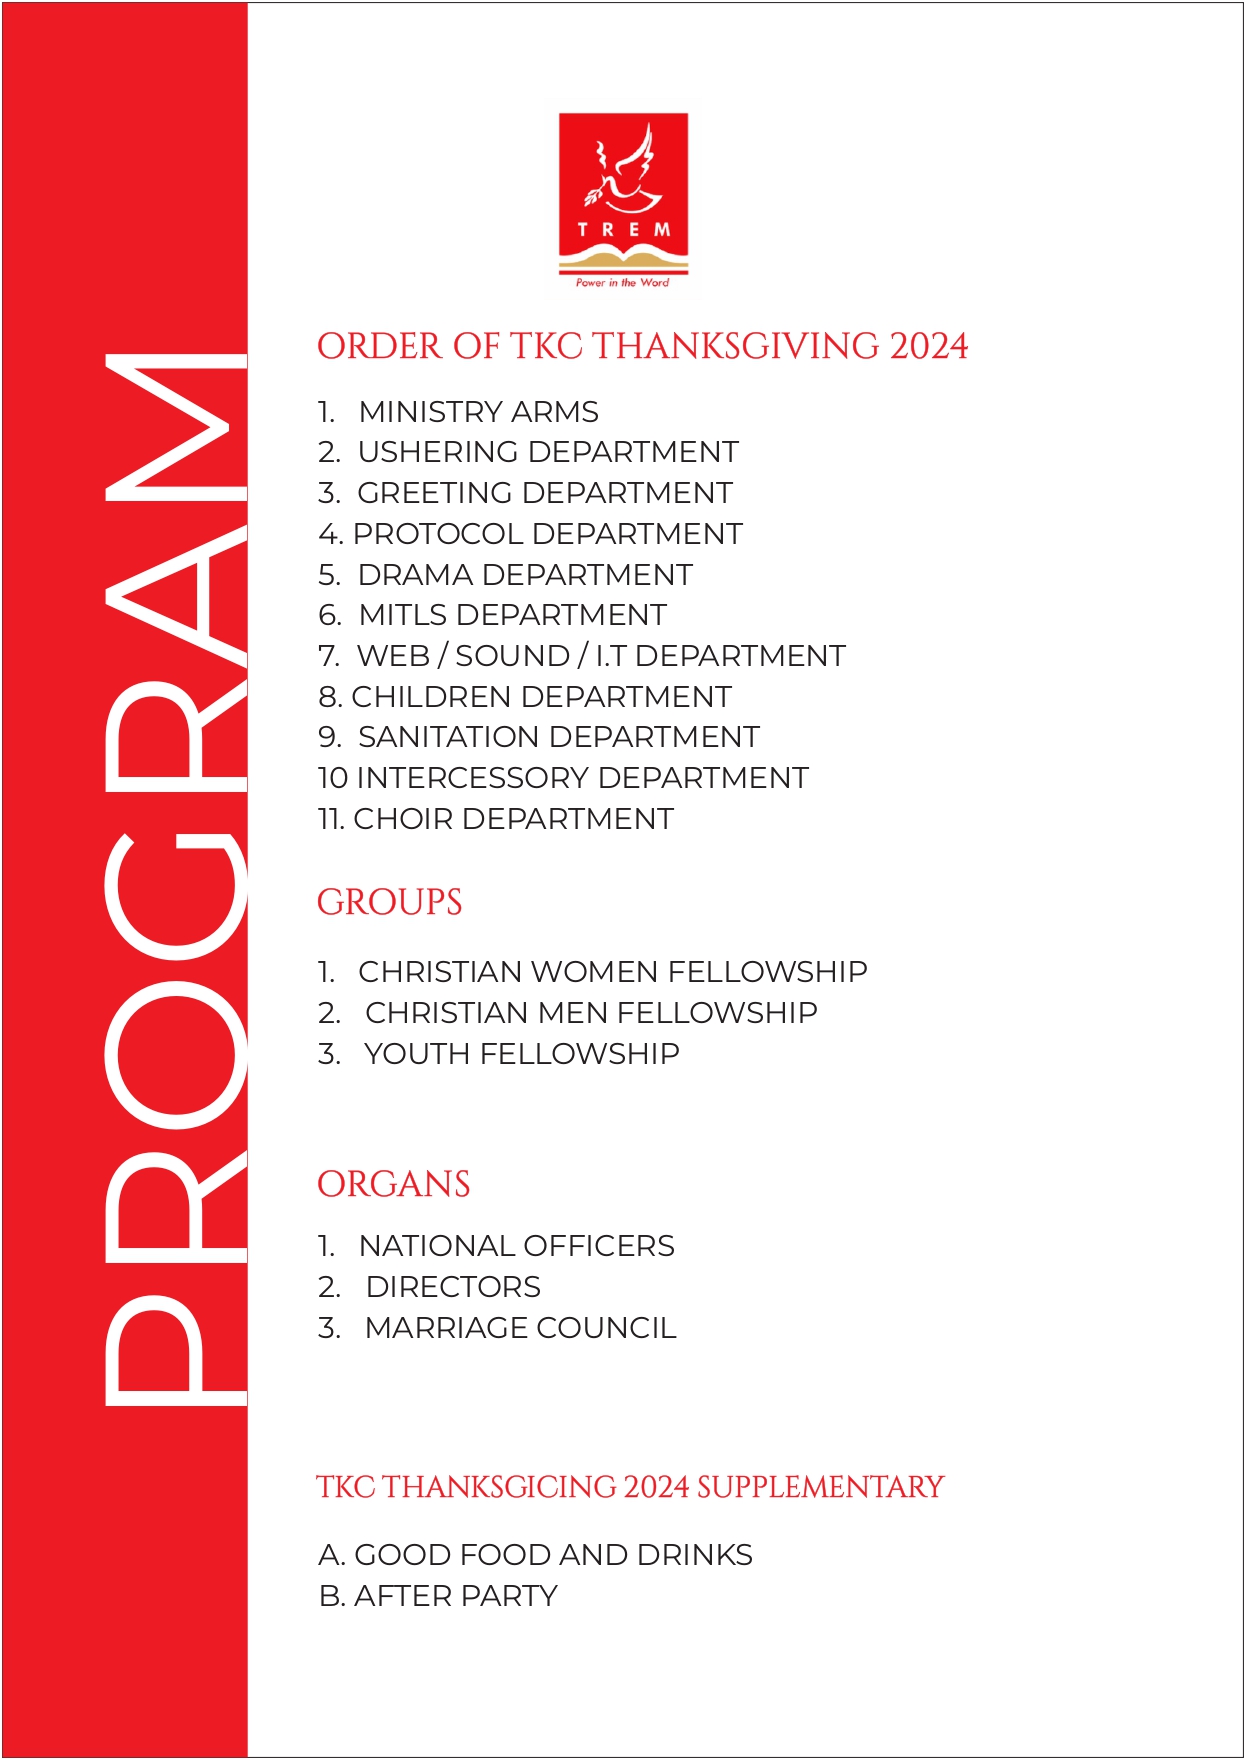 PROGRAM
TREM
Power in the Word
ORDER OF TKC THANKSGIVING 2024
1. MINISTRY ARMS
2. USHERING DEPARTMENT
3. GREETING DEPARTMENT
4. PROTOCOL DEPARTMENT
5. DRAMA DEPARTMENT
6. MITLS DEPARTMENT
7. WEB / SOUND / I.T DEPARTMENT
8. CHILDREN DEPARTMENT
9. SANITATION DEPARTMENT
10 INTERCESSORY DEPARTMENT
11. CHOIR DEPARTMENT
GROUPS
1. CHRISTIAN WOMEN FELLOWSHIP
2. CHRISTIAN MEN FELLOWSHIP
3. YOUTH FELLOWSHIP
ORGANS
1. NATIONAL OFFICERS
2. DIRECTORS
3. MARRIAGE COUNCIL
TKC THANKSGICING 2024 SUPPLEMENTARY
A. GOOD FOOD AND DRINKS
B. AFTER PARTY